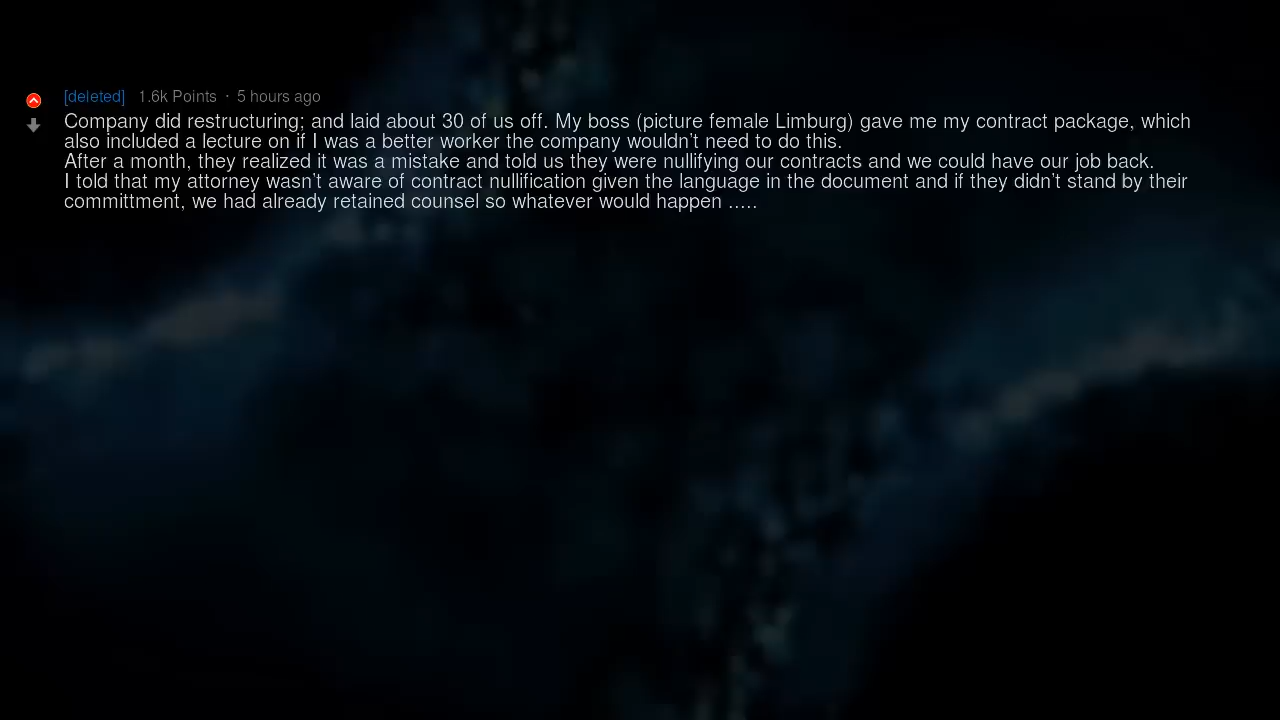 [deleted] 1.6k Points · 5 hours ago
Company did restructuring; and laid about 30 of us off. My boss (picture female Limburg) gave me my contract package, which
also included a lecture on if I was a better worker the company wouldn't need to do this.
After a month, they realized it was a mistake and told us they were nullifying our contracts and we could have our job back.
I told that my attorney wasn't aware of contract nullification given the language in the document and if they didn't stand by their
committment, we had already retained counsel so whatever would happen .....